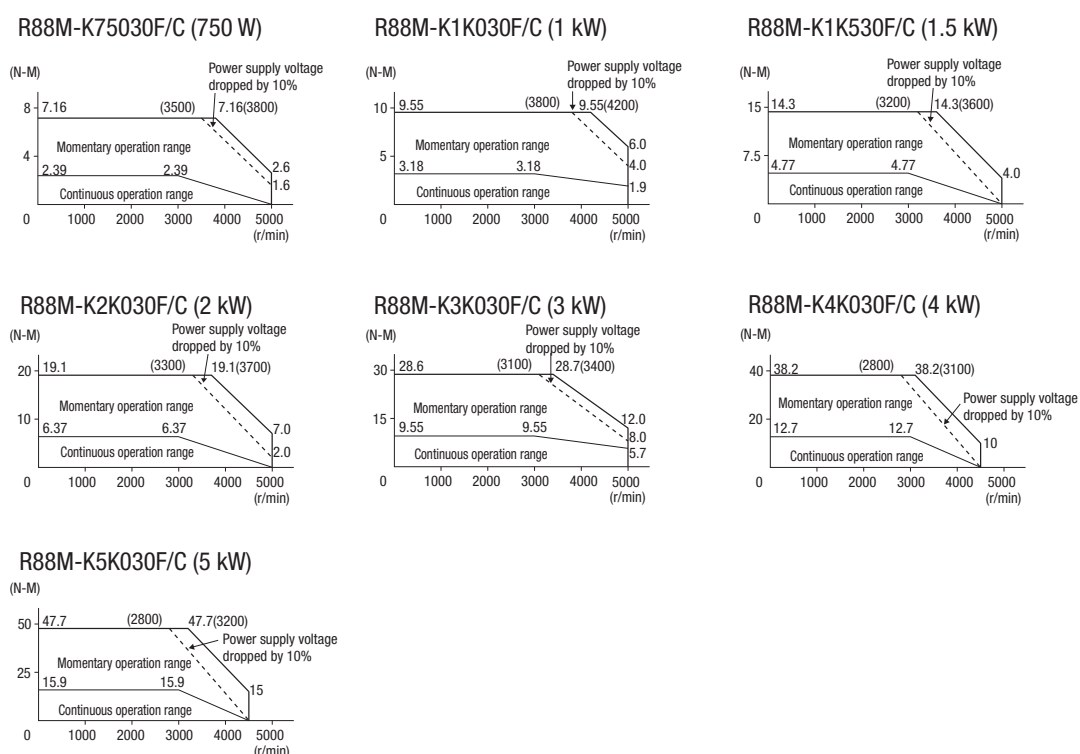 R88M-K75030F/C (750 W)
(N-M)
Power supply voltage
dropped by 10%
8
7.16
(3500)
7.16(3800)
Momentary operation range
4
2.39
2.39
2.6
1.6
Continuous operation range
0 1000 2000 3000 4000 5000
(r/min)
R88M-K1K030F/C (1 kW)
(N-M)
Power supply voltage
dropped by 10%
10
9.55
(3800)
9.55(4200)
Momentary operation range
6.0
5
4.0
3.18
3.18
1.9
Continuous operation range
0 1000 2000 3000 4000 5000
(r/min)
R88M-K1K530F/C (1.5 kW)
(N-M)
Power supply voltage
dropped by 10%
15
14.3
(3200)
14.3(3600)
Momentary operation range
7.5
4.77
4.77
4.0
Continuous operation range
0 1000 2000 3000 4000 5000
(r/min)
R88M-K2K030F/C (2 kW)
(N-M)
Power supply voltage
dropped by 10%
20
19.1
(3300)
19.1(3700)
Momentary operation range
10
6.37
6.37
7.0
Continuous operation range
2.0
0 1000 2000 3000 4000 5000
(r/min)
R88M-K3K030F/C (3 kW)
(N-M)
Power supply voltage
dropped by 10%
30
28.6
(3100)
28.7(3400)
Momentary operation range
15
12.0
9.55
9.55
8.0
Continuous operation range
5.7
0 1000 2000 3000 4000 5000
(r/min)
R88M-K4K030F/C (4 kW)
(N-M)
40
38.2
(2800)
38.2(3100)
Momentary operation range
Power supply voltage
dropped by 10%
20
12.7
12.7
10
Continuous operation range
0 1000 2000 3000 4000 5000
(r/min)
R88M-K5K030F/C (5 kW)
(N-M)
50
47.7
(2800)
47.7(3200)
Power supply voltage
dropped by 10%
Momentary operation range
25
15.9
15.9
15
Continuous operation range
0 1000 2000 3000 4000 5000
(r/min)